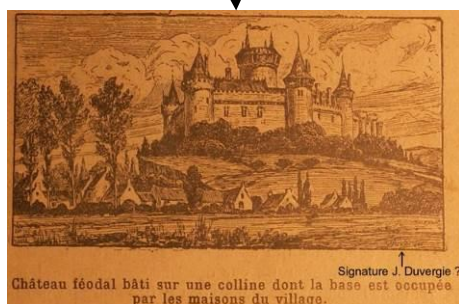 Signature J. Duvergie ?
Château féodal bâti sur une colline dont la base est occupée
par les maisons du village.